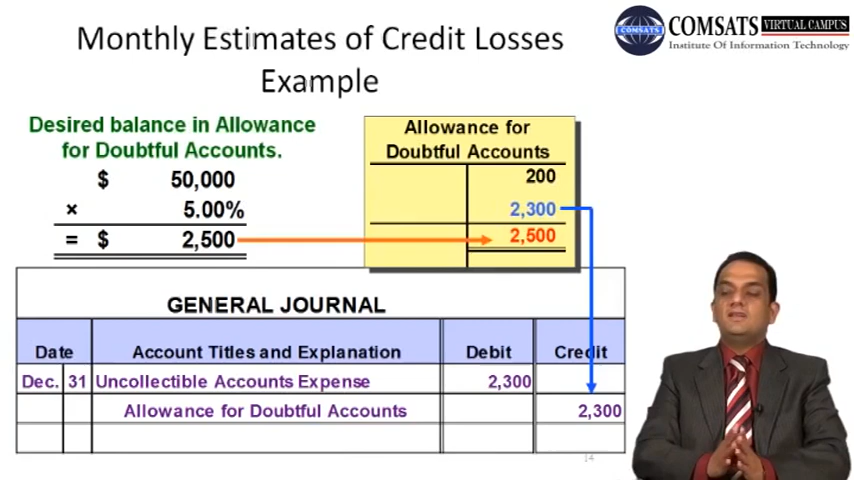 Monthly Estimates of Credit Losses
Example
COMSATS
COMSATS VIRTUAL CAMPUS
Institute Of Information Technology
Desired balance in Allowance
for Doubtful Accounts.
$ 50,000
× 5.00%
= $ 2,500
Allowance for
Doubtful Accounts
200
2,300
2,500
GENERAL JOURNAL
Date Account Titles and Explanation Debit Credit
Dec. 31 Uncollectible Accounts Expense 2,300
Allowance for Doubtful Accounts 2,300
14